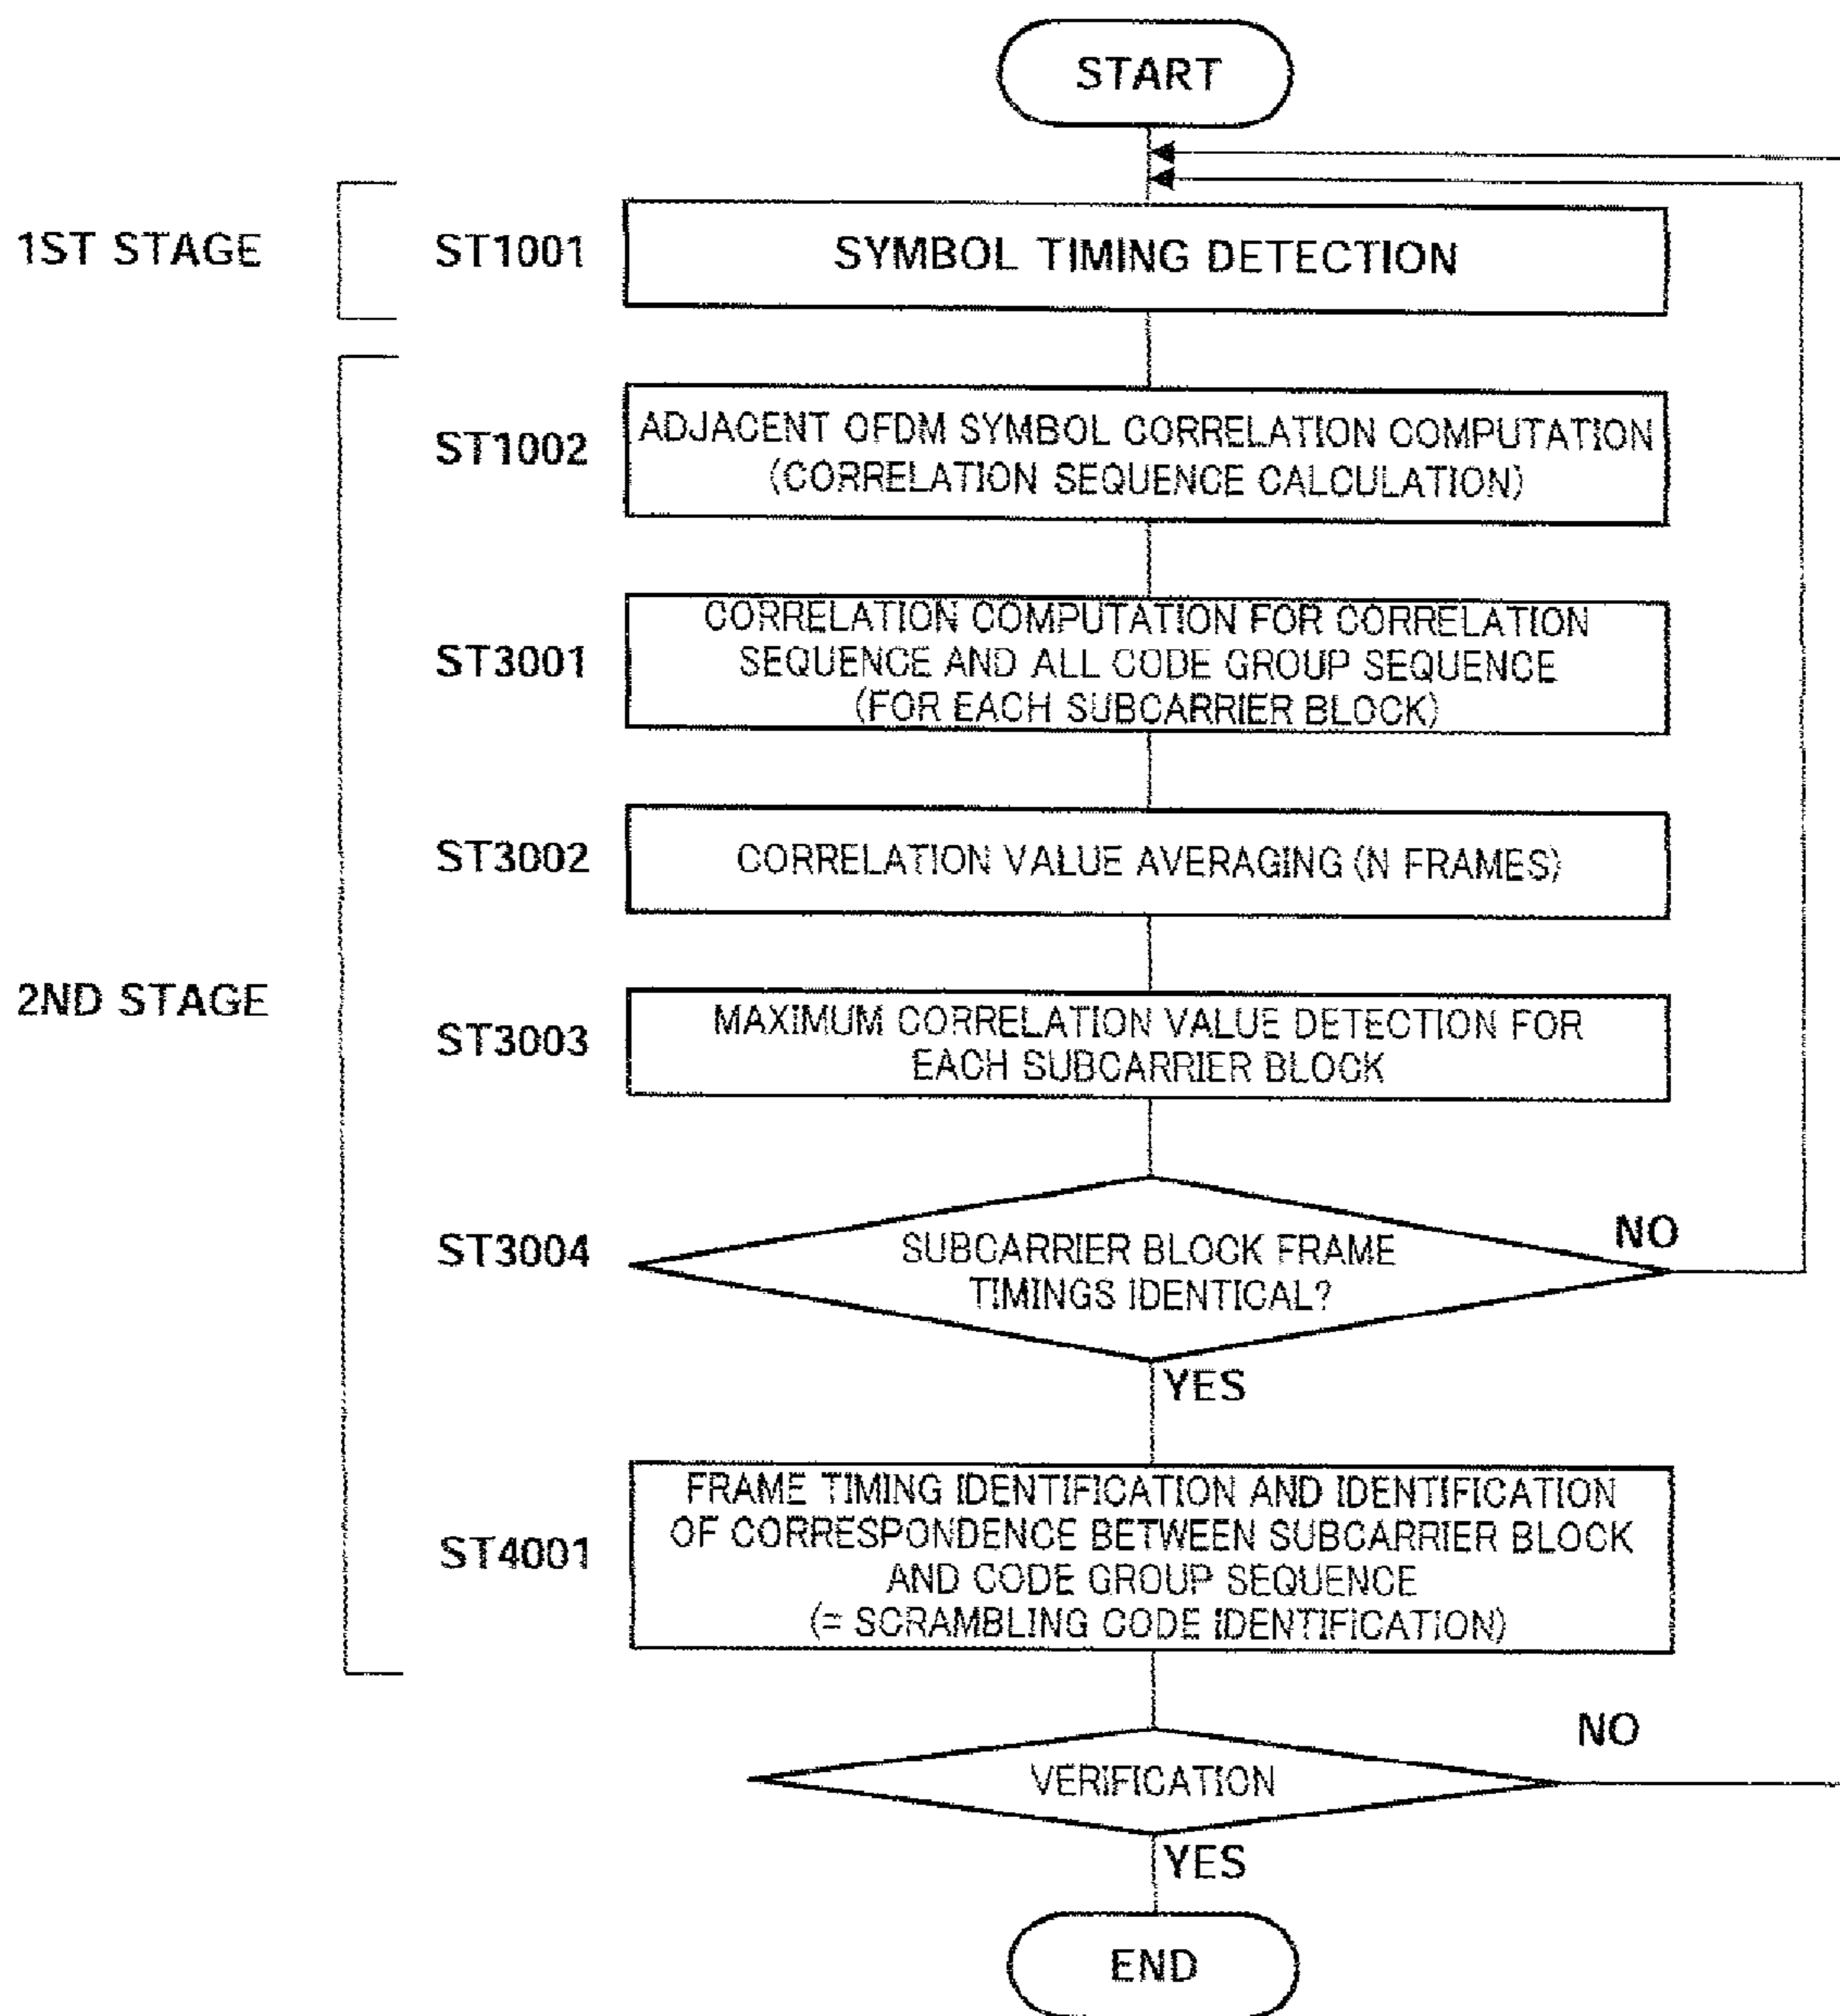 START
1ST STAGE
ST1001
SYMBOL TIMING DETECTION
ST1002
ADJACENT OFDM SYMBOL CORRELATION COMPUTATION
(CORRELATION SEQUENCE CALCULATION)
ST3001
CORRELATION COMPUTATION FOR CORRELATION
SEQUENCE AND ALL CODE GROUP SEQUENCE
(FOR EACH SUBCARRIER BLOCK)
ST3002
CORRELATION VALUE AVERAGING (N FRAMES)
2ND STAGE
ST3003
MAXIMUM CORRELATION VALUE DETECTION FOR
EACH SUBCARRIER BLOCK
ST3004
SUBCARRIER BLOCK FRAME
TIMINGS IDENTICAL?
NO
YES
ST4001
FRAME TIMING IDENTIFICATION AND IDENTIFICATION
OF CORRESPONDENCE BETWEEN SUBCARRIER BLOCK
AND CODE GROUP SEQUENCE
(= SCRAMBLING CODE IDENTIFICATION)
NO
VERIFICATION
YES
END